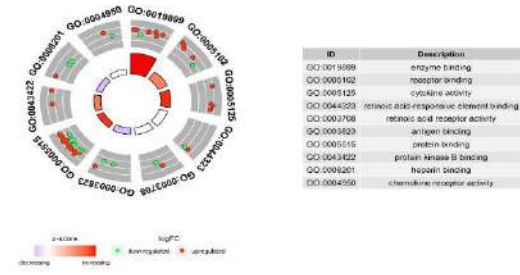 GO:0004950
GO:0019899
GO:0005102
GO:0005125
GO:0044323
GO:0003708
GO:0003823
GO:0005515
GO:0043422
GO:0008201
ID Description
GO:0019899 enzyme binding
GO:0005102 receptor binding
GO:0005125 cytokine activity
GO:0044323 retinoic acid-responsive element binding
GO:0003708 retinoic acid receptor activity
GO:0003823 antigen binding
GO:0005515 protein binding
GO:0043422 protein kinase B binding
GO:0008201 heparin binding
GO:0004950 chemokine receptor activity
z-score logFC
downregulated upregulated
decreasing increasing